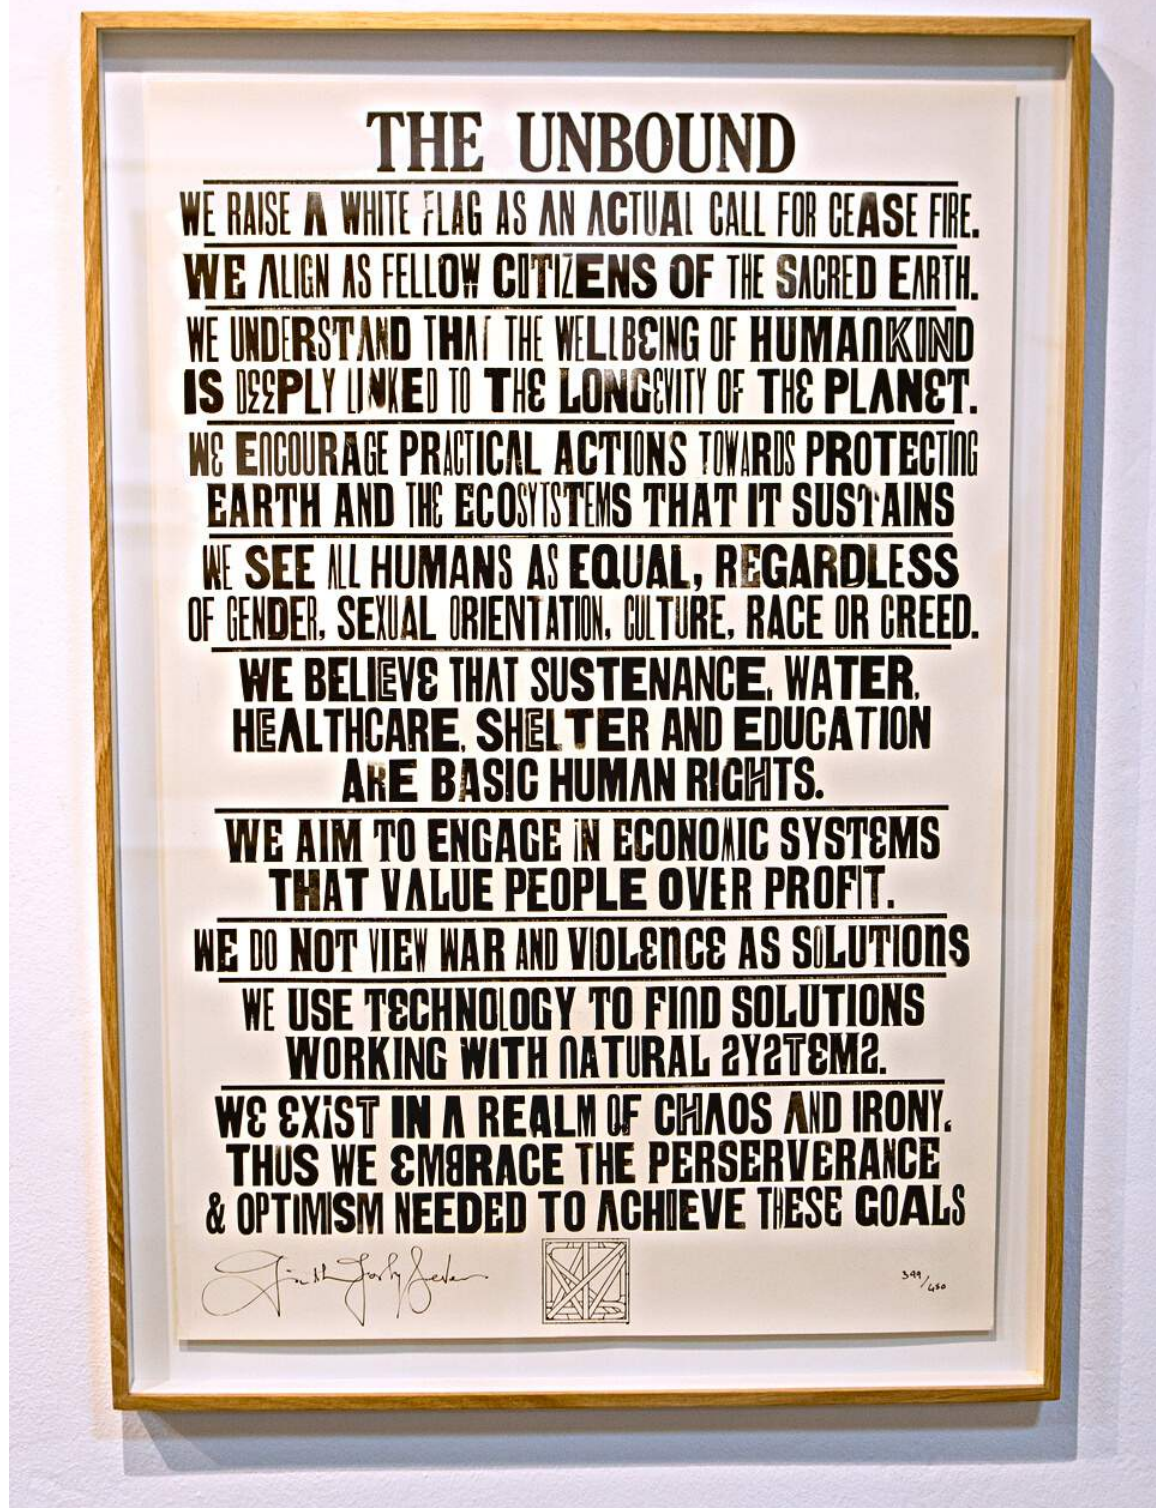 THE UNBOUND
WE RAISE A WHITE FLAG AS AN ACTUAL CALL FOR CEASE FIRE.
WE ALIGN AS FELLOW CITIZENS OF THE SACRED EARTH.
WE UNDERSTAND THAT THE WELLBEING OF HUMANKIND
IS DEEPLY LINKED TO THE LONGEVITY OF THE PLANET.
WE ENCOURAGE PRACTICAL ACTIONS TOWARDS PROTECTING
EARTH AND THE ECOSYTSTEMS THAT IT SUSTAINS
WE SEE ALL HUMANS AS EQUAL, REGARDLESS
OF GENDER, SEXUAL ORIENTATION, CULTURE, RACE OR CREED.
WE BELIEVE THAT SUSTENANCE, WATER,
HEALTHCARE, SHELTER AND EDUCATION
ARE BASIC HUMAN RIGHTS.
WE AIM TO ENGAGE iN ECONOMIC SYSTEMS
THAT VALUE PEOPLE OVER PROFIT.
WE DO NOT VIEW WAR AND VIOLENCE AS SOLUTIONS
WE USE TECHNOLOGY TO FIND SOLUTIONS
WORKING WITH NATURAL SYSTEMS.
WE EXiST IN A REALM OF CHAOS AND IRONY,
THUS WE EMBRACE THE PERSERVERANCE
& OPTIMISM NEEDED TO ACHIEVE THESE GOALS
399/450